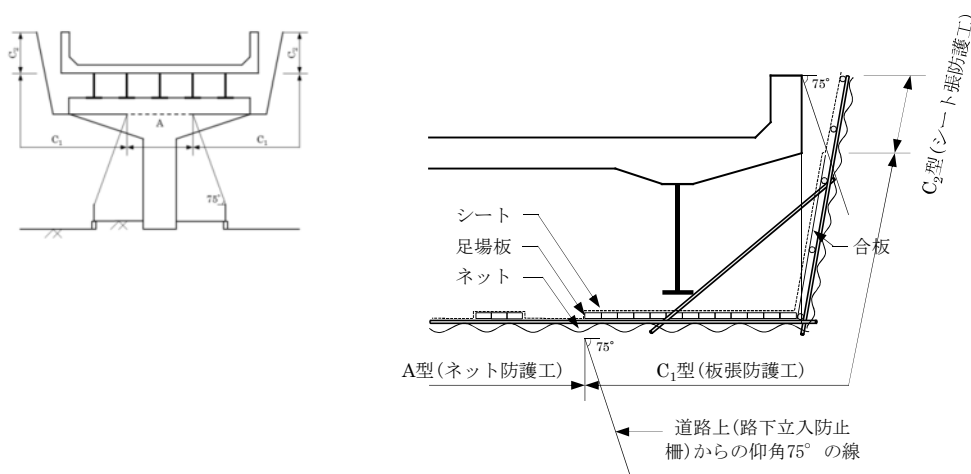 C₂
C₂
A
C₁
C₁
75°
75°
C₂型(シート張防護工)
シート
足場板
ネット
合板
75°
A型(ネット防護工)
C₁型(板張防護工)
道路上(路下立入防止
柵)からの仰角75°の線